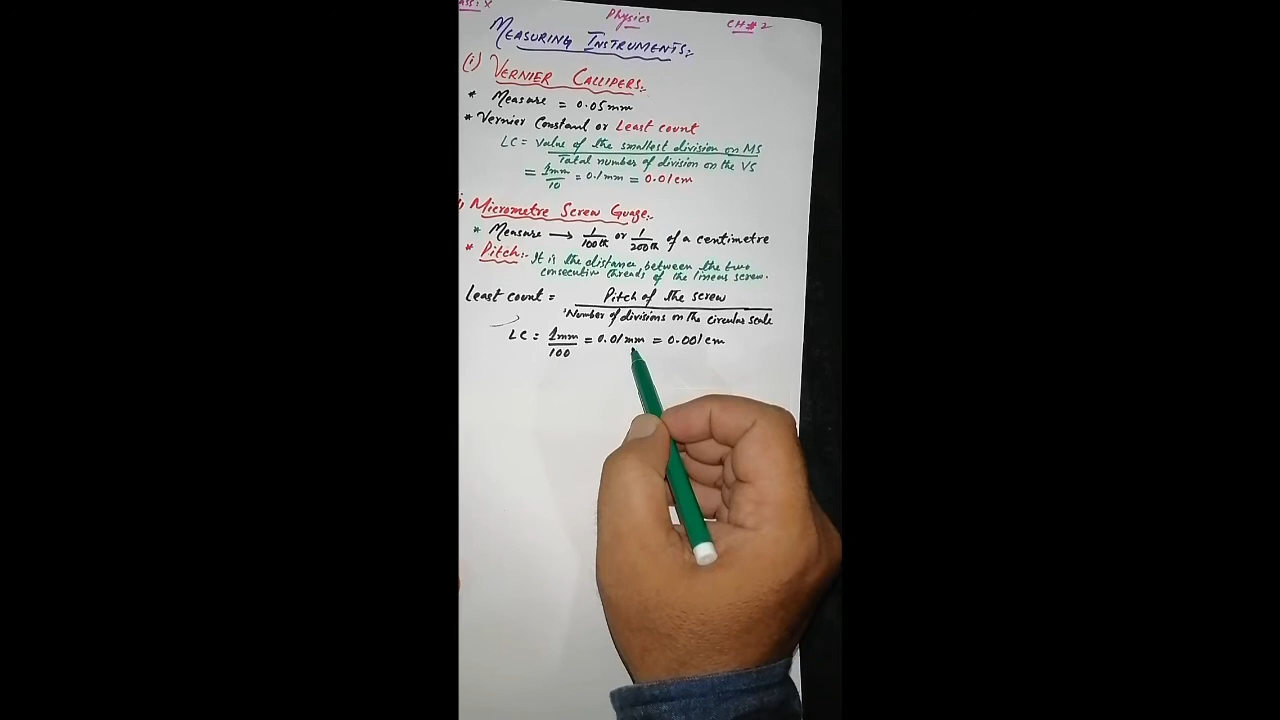 ass: X
Physics
CH # 2
MEASURING INSTRUMENTS:-
(i) VERNIER CALLIPERS:-
* Measure = 0.05mm
* Vernier Constant or Least count
LC = Value of the smallest division on MS
Total number of division on the VS
= 1mm/10 = 0.1mm = 0.01cm
Micrometre Screw Guage:-
* Measure → 1/100th or 1/200th of a centimetre
* Pitch:- It is the distance between the two
consecutive threads of the linear screw.
Least count = Pitch of the screw
Number of divisions on the circular scale
LC = 1mm/100 = 0.01mm = 0.001cm